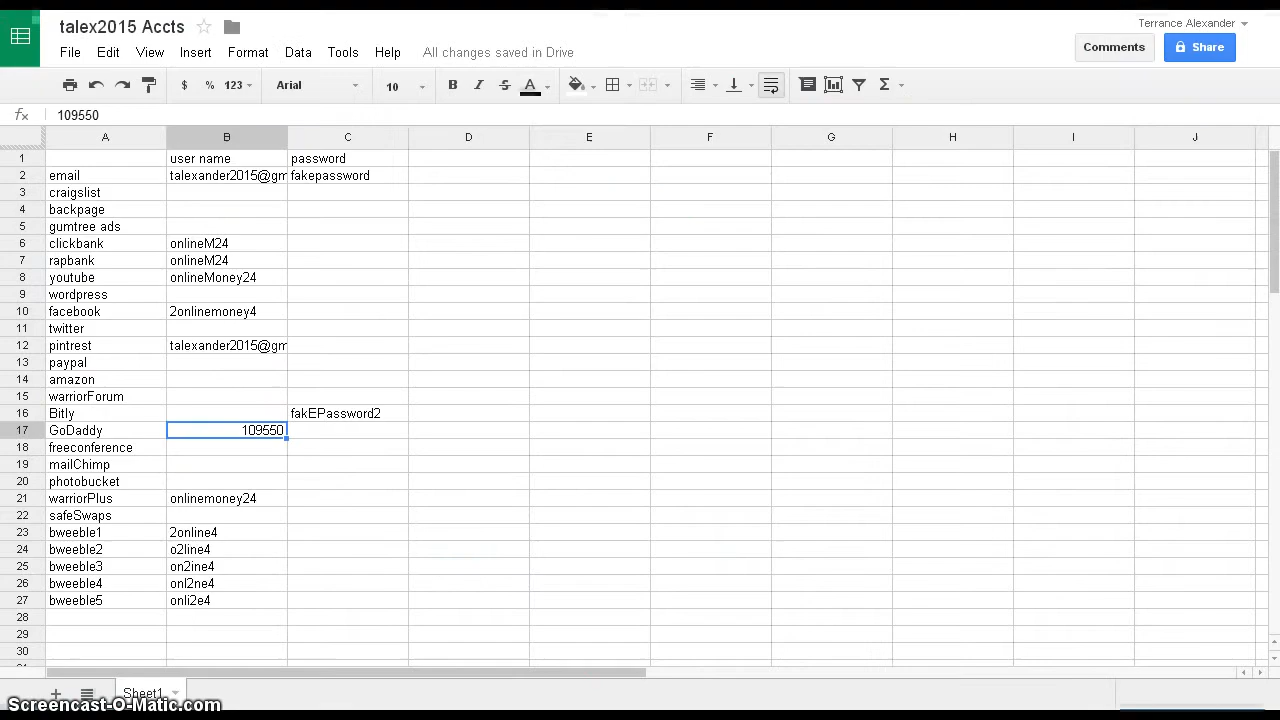 talex2015 Accts
Terrance Alexander
File Edit View Insert Format Data Tools Help All changes saved in Drive
Comments Share
$ % 123 Arial 10 B I S A Σ
fx 109550
A B C D E F G H I J
1 user name password
2 email talexander2015@gm fakepassword
3 craigslist
4 backpage
5 gumtree ads
6 clickbank onlineM24
7 rapbank onlineM24
8 youtube onlineMoney24
9 wordpress
10 facebook 2onlinemoney4
11 twitter
12 pintrest talexander2015@gm
13 paypal
14 amazon
15 warriorForum
16 Bitly fakEPassword2
17 GoDaddy 109550
18 freeconference
19 mailChimp
20 photobucket
21 warriorPlus onlinemoney24
22 safeSwaps
23 bweeble1 2online4
24 bweeble2 o2line4
25 bweeble3 on2ine4
26 bweeble4 onl2ne4
27 bweeble5 onli2e4
28
29
30
Sheet1
Screencast-O-Matic.com